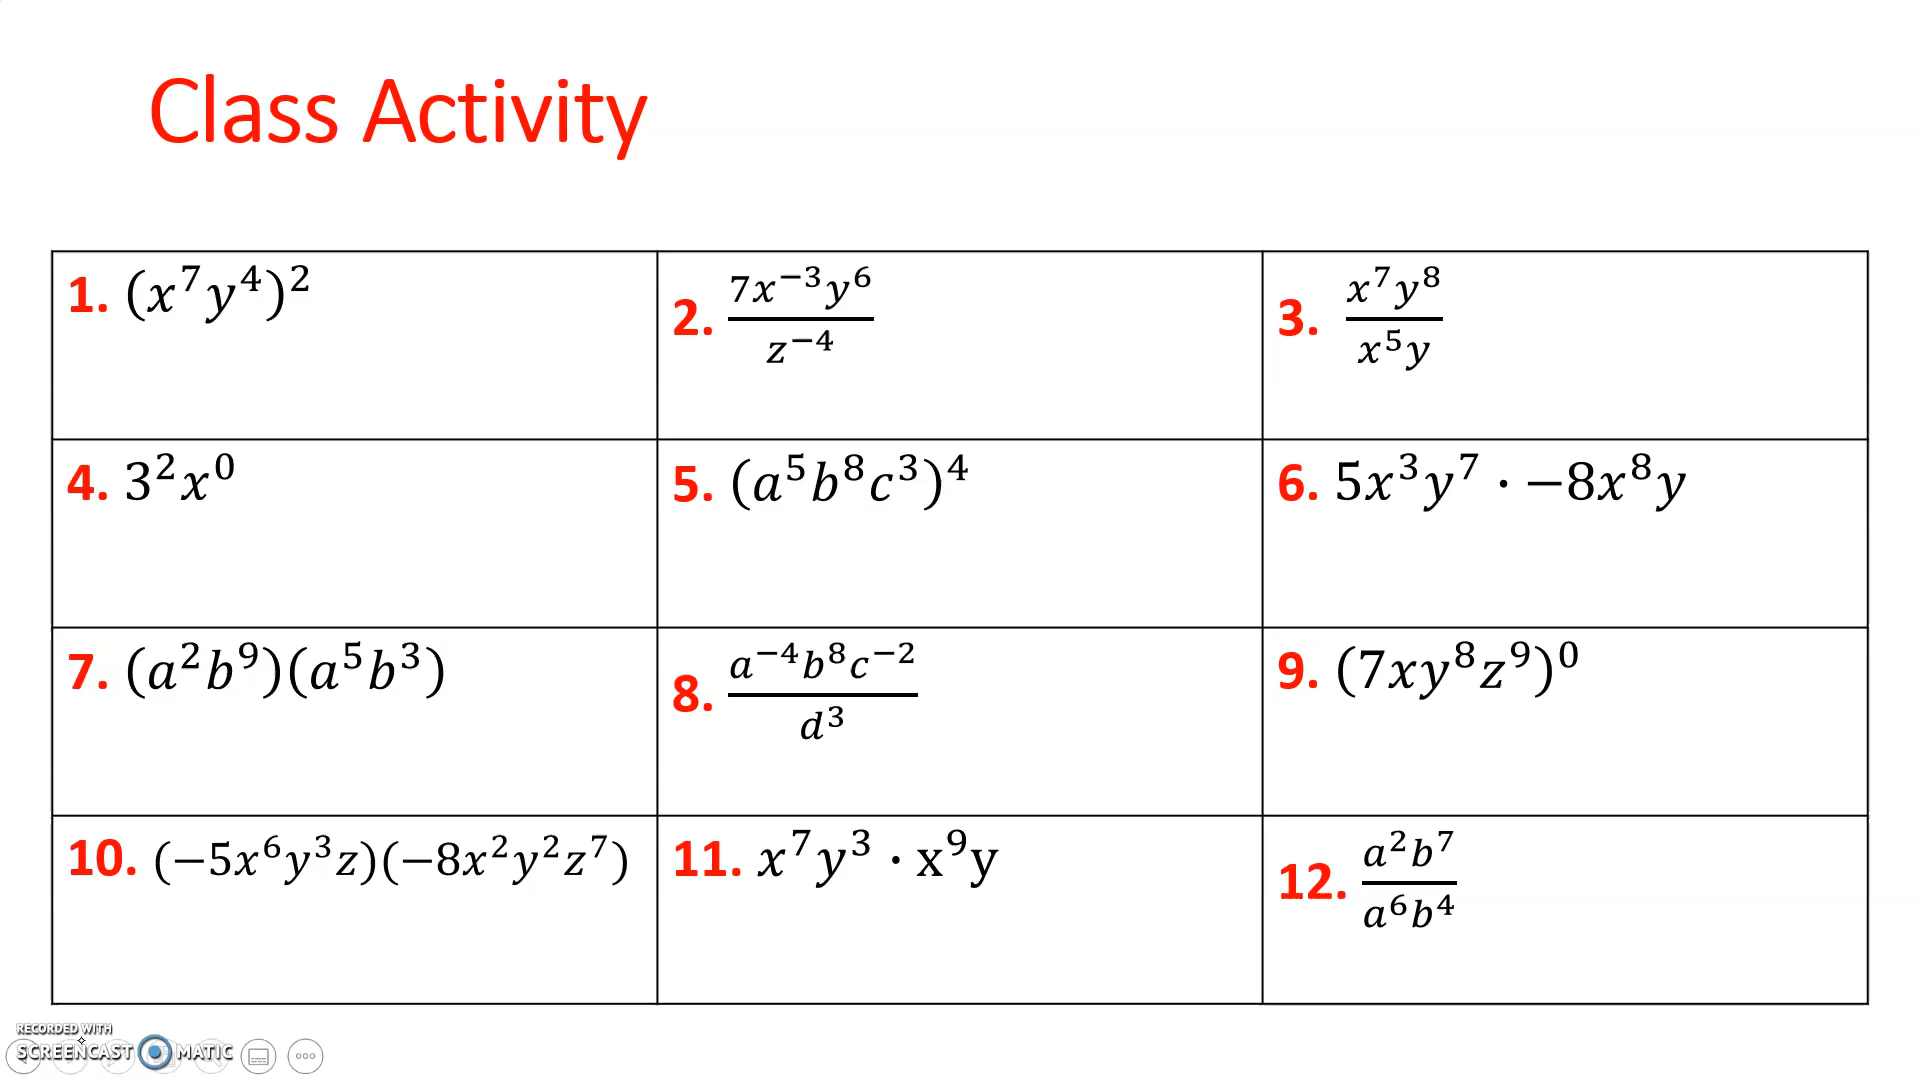 Class Activity
1. (x⁷y⁴)²
2. 7x⁻³y⁶ / z⁻⁴
3. x⁷y⁸ / x⁵y
4. 3²x⁰
5. (a⁵b⁸c³)⁴
6. 5x³y⁷ · −8x⁸y
7. (a²b⁹)(a⁵b³)
8. a⁻⁴b⁸c⁻² / d³
9. (7xy⁸z⁹)⁰
10. (−5x⁶y³z)(−8x²y²z⁷)
11. x⁷y³ · x⁹y
12. a²b⁷ / a⁶b⁴
RECORDED WITH
SCREENCAST MATIC